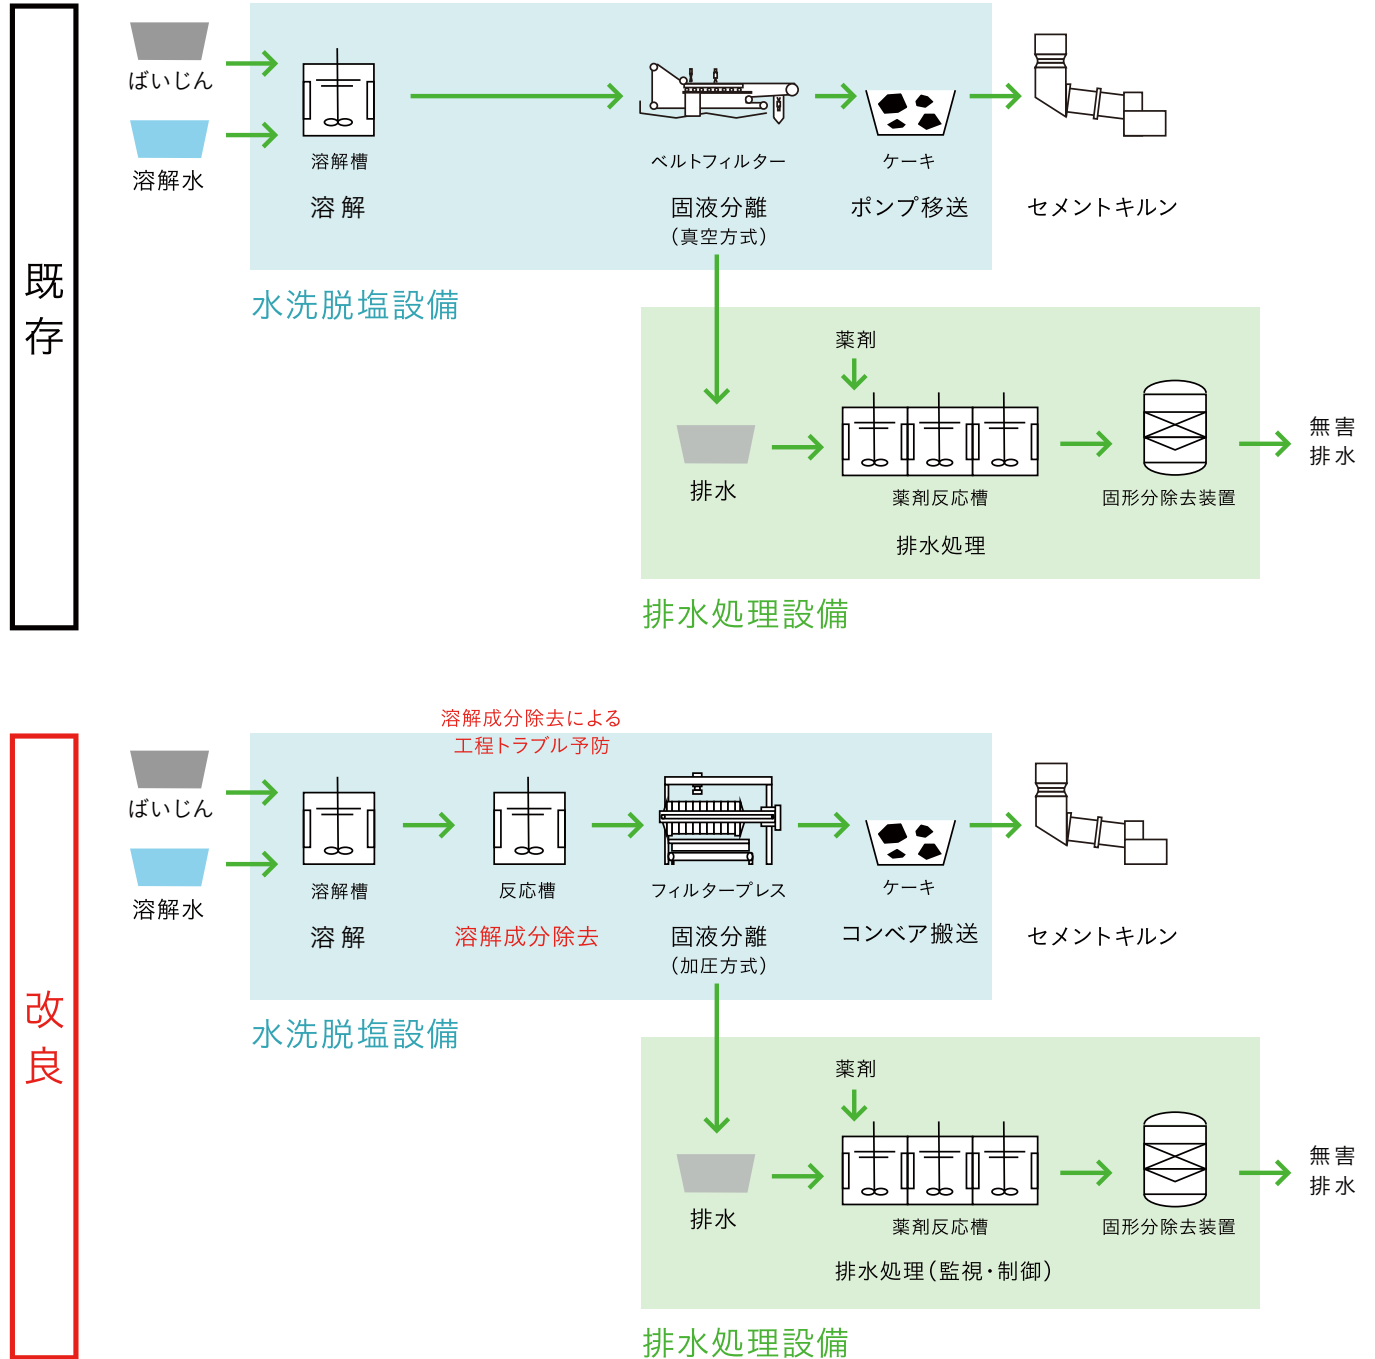 既存
ばいじん
溶解水
溶解槽
溶解
ベルトフィルター
固液分離
(真空方式)
ケーキ
ポンプ移送
セメントキルン
水洗脱塩設備
薬剤
排水
薬剤反応槽
排水処理
固形分除去装置
無害
排水
排水処理設備
改良
溶解成分除去による
工程トラブル予防
ばいじん
溶解水
溶解槽
溶解
反応槽
溶解成分除去
フィルタープレス
固液分離
(加圧方式)
ケーキ
コンベア搬送
セメントキルン
水洗脱塩設備
薬剤
排水
薬剤反応槽
排水処理(監視・制御)
固形分除去装置
無害
排水
排水処理設備